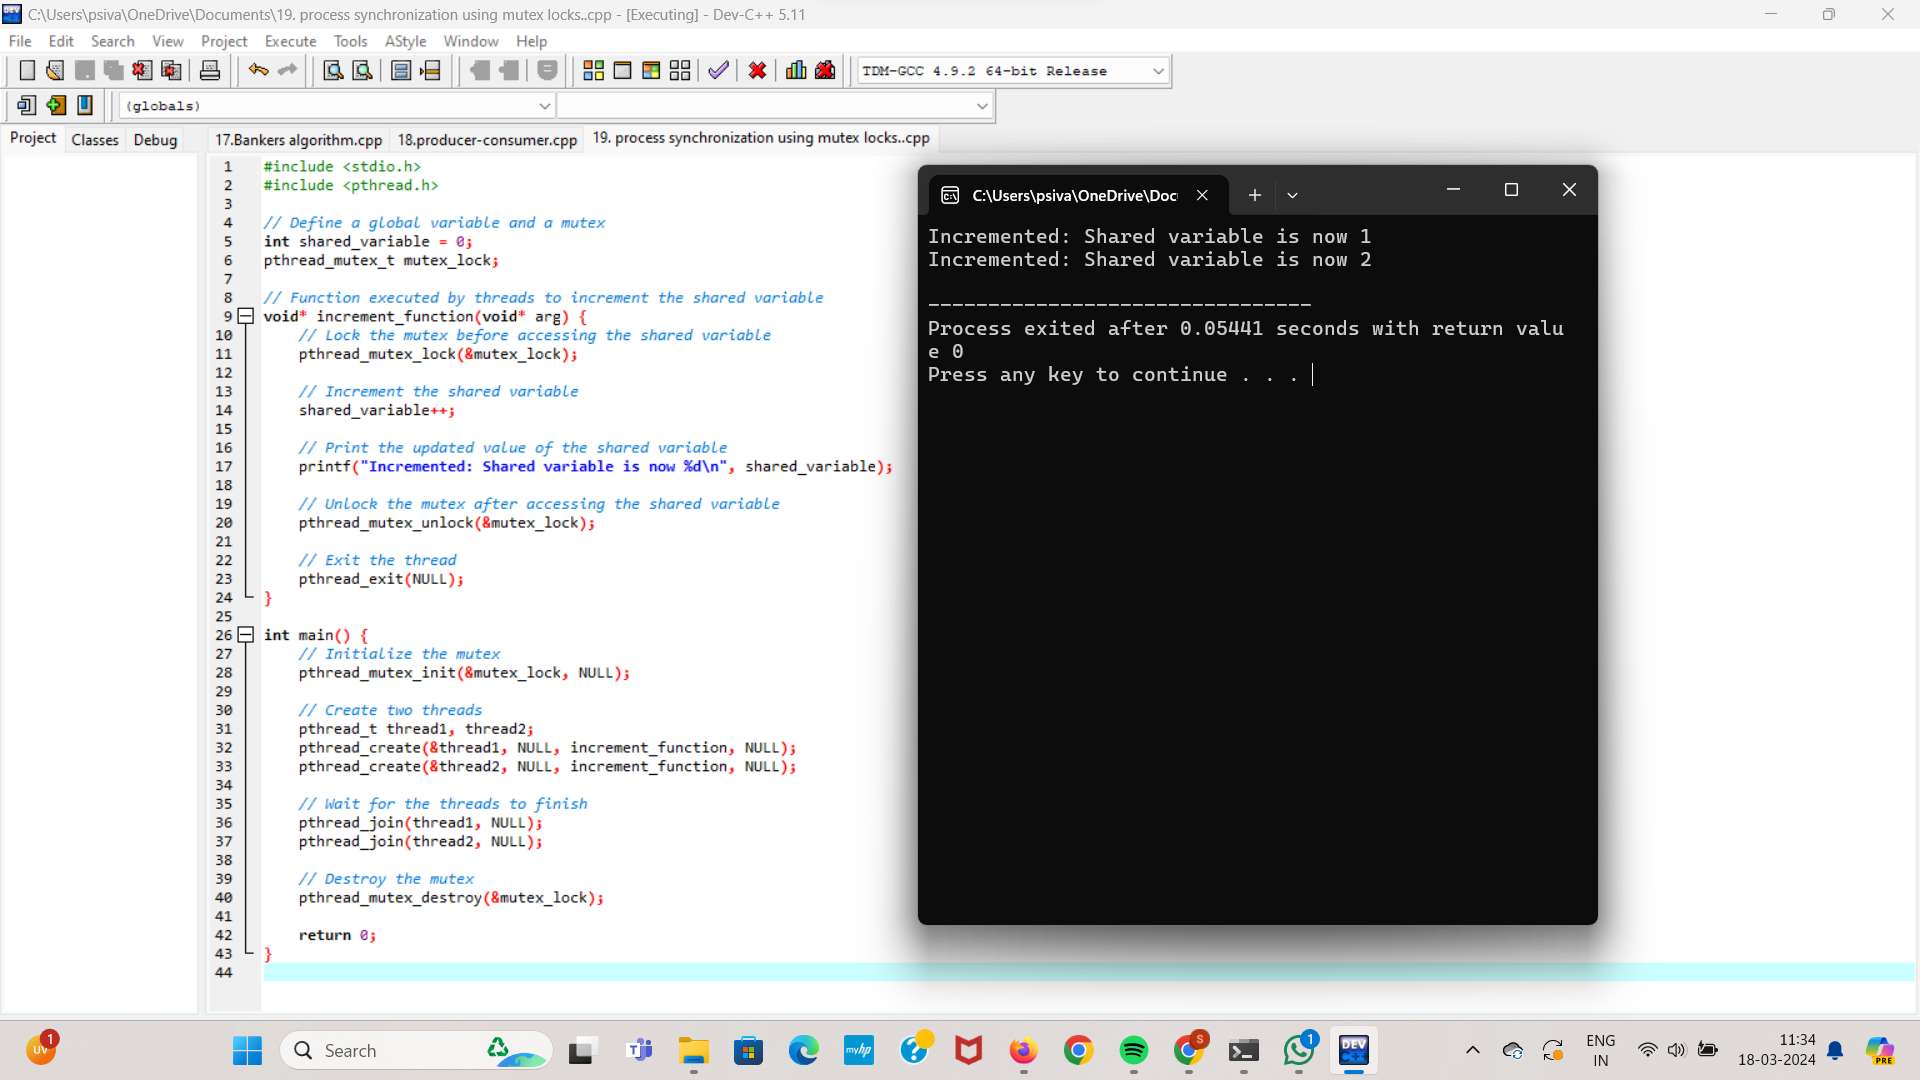 C:\Users\psiva\OneDrive\Documents\19. process synchronization using mutex locks..cpp - [Executing] - Dev-C++ 5.11
File Edit Search View Project Execute Tools AStyle Window Help
TDM-GCC 4.9.2 64-bit Release
(globals)
Project Classes Debug
17.Bankers algorithm.cpp 18.producer-consumer.cpp 19. process synchronization using mutex locks..cpp
1 #include <stdio.h>
2 #include <pthread.h>
3
4 // Define a global variable and a mutex
5 int shared_variable = 0;
6 pthread_mutex_t mutex_lock;
7
8 // Function executed by threads to increment the shared variable
9 void* increment_function(void* arg) {
10 // Lock the mutex before accessing the shared variable
11 pthread_mutex_lock(&mutex_lock);
12
13 // Increment the shared variable
14 shared_variable++;
15
16 // Print the updated value of the shared variable
17 printf("Incremented: Shared variable is now %d\n", shared_variable);
18
19 // Unlock the mutex after accessing the shared variable
20 pthread_mutex_unlock(&mutex_lock);
21
22 // Exit the thread
23 pthread_exit(NULL);
24 }
25
26 int main() {
27 // Initialize the mutex
28 pthread_mutex_init(&mutex_lock, NULL);
29
30 // Create two threads
31 pthread_t thread1, thread2;
32 pthread_create(&thread1, NULL, increment_function, NULL);
33 pthread_create(&thread2, NULL, increment_function, NULL);
34
35 // Wait for the threads to finish
36 pthread_join(thread1, NULL);
37 pthread_join(thread2, NULL);
38
39 // Destroy the mutex
40 pthread_mutex_destroy(&mutex_lock);
41
42 return 0;
43 }
44
C:\Users\psiva\OneDrive\Doc
Incremented: Shared variable is now 1
Incremented: Shared variable is now 2
--------------------------------
Process exited after 0.05441 seconds with return valu
e 0
Press any key to continue . . .
UV 1
Search
myhp
S
1
DEV C++
ENG
IN
11:34
18-03-2024
PRE